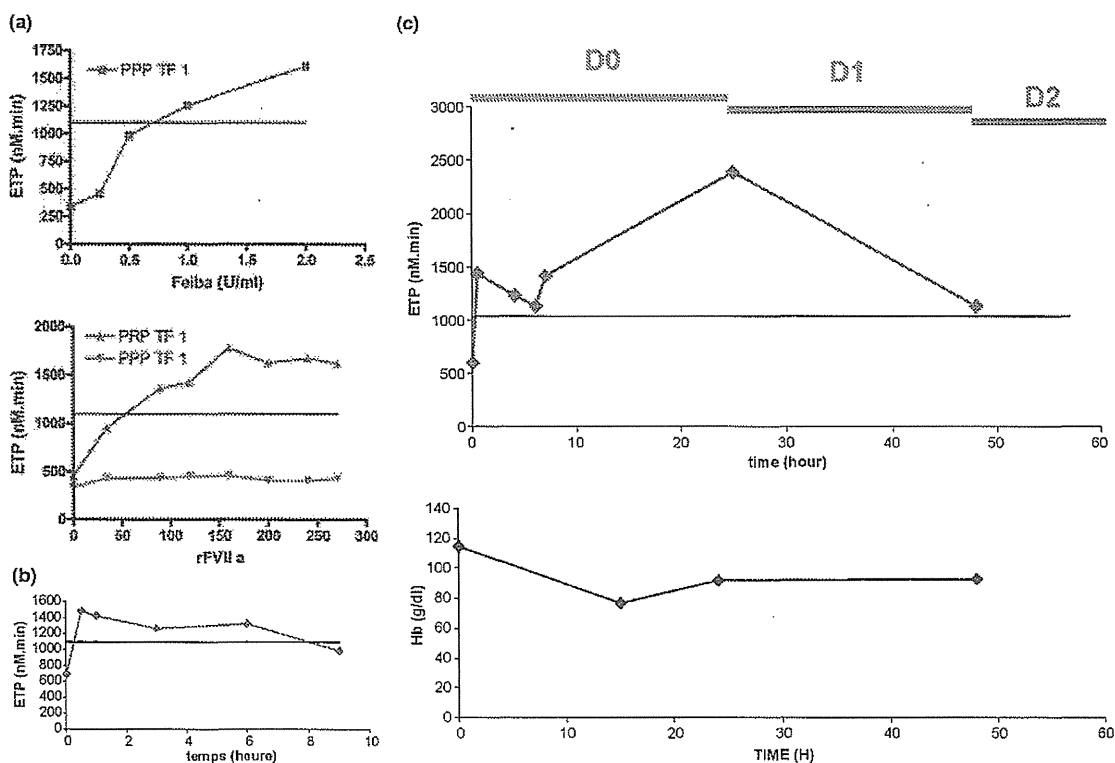 (a)
1750
1500
1250
1000
750
500
250
0
ETP (nM.min)
PPP TF 1
0.0 0.5 1.0 1.5 2.0 2.5
Feiba (U/ml)
2000
1500
1000
500
0
ETP (nM.min)
PRP TF 1
PPP TF 1
0 50 100 150 200 250 300
rFVII a
(b)
1600
1400
1200
1000
800
600
400
200
0
ETP (nM.min)
0 2 4 6 8 10
temps (heure)
(c)
D0
D1
D2
3000
2500
2000
1500
1000
500
0
ETP (nM.min)
0 10 20 30 40 50 60
time (hour)
140
120
100
80
60
40
20
0
Hb (g/dl)
0 10 20 30 40 50 60
TIME (H)